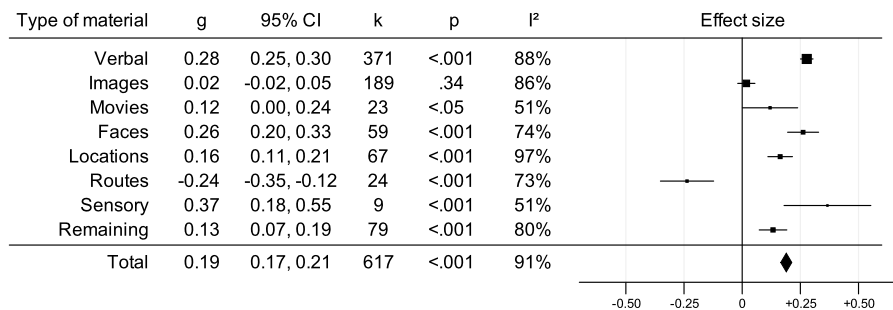 Type of material g 95% CI k p I² Effect size
Verbal 0.28 0.25, 0.30 371 <.001 88%
Images 0.02 -0.02, 0.05 189 .34 86%
Movies 0.12 0.00, 0.24 23 <.05 51%
Faces 0.26 0.20, 0.33 59 <.001 74%
Locations 0.16 0.11, 0.21 67 <.001 97%
Routes -0.24 -0.35, -0.12 24 <.001 73%
Sensory 0.37 0.18, 0.55 9 <.001 51%
Remaining 0.13 0.07, 0.19 79 <.001 80%
Total 0.19 0.17, 0.21 617 <.001 91%
-0.50 -0.25 0 +0.25 +0.50